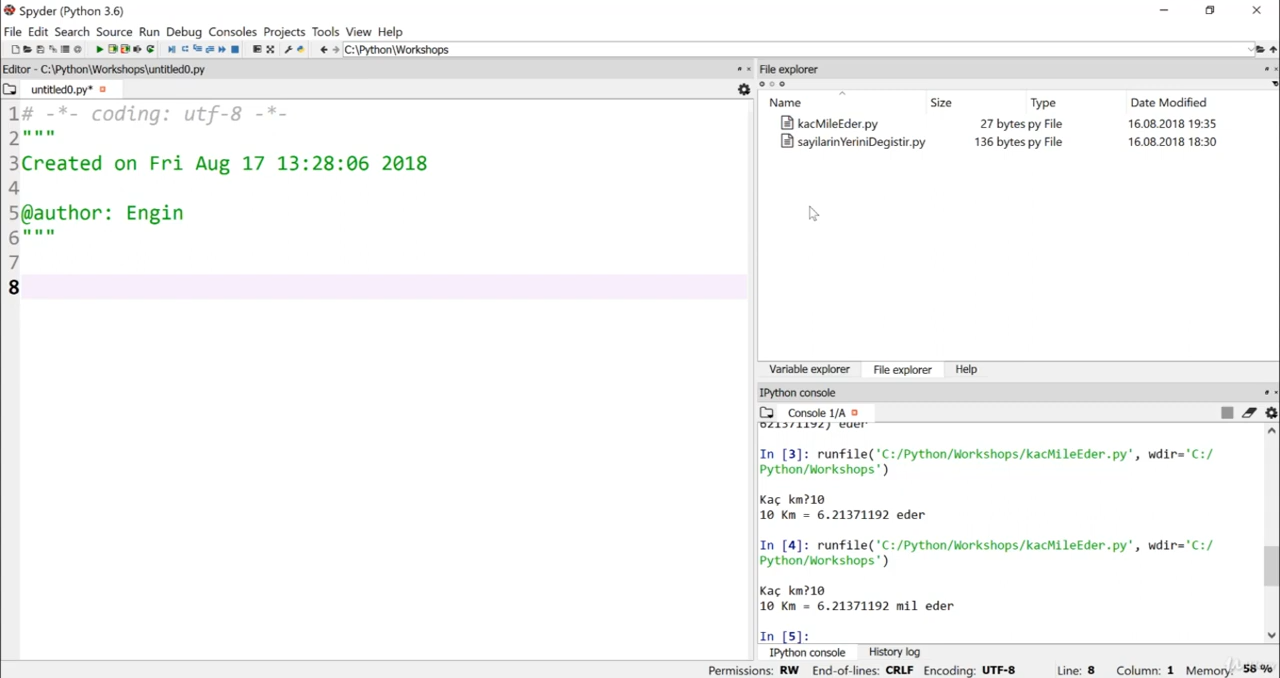 Spyder (Python 3.6)
File Edit Search Source Run Debug Consoles Projects Tools View Help
C:\Python\Workshops
Editor - C:\Python\Workshops\untitled0.py
untitled0.py*
1 # -*- coding: utf-8 -*-
2 """
3 Created on Fri Aug 17 13:28:06 2018
4
5 @author: Engin
6 """
7
8
File explorer
Name Size Type Date Modified
kacMileEder.py 27 bytes py File 16.08.2018 19:35
sayilarinYeriniDegistir.py 136 bytes py File 16.08.2018 18:30
Variable explorer File explorer Help
IPython console
Console 1/A
621371192) eder
In [3]: runfile('C:/Python/Workshops/kacMileEder.py', wdir='C:/
Python/Workshops')
Kaç km?10
10 Km = 6.21371192 eder
In [4]: runfile('C:/Python/Workshops/kacMileEder.py', wdir='C:/
Python/Workshops')
Kaç km?10
10 Km = 6.21371192 mil eder
In [5]:
IPython console History log
Permissions: RW End-of-lines: CRLF Encoding: UTF-8 Line: 8 Column: 1 Memory: 58 %